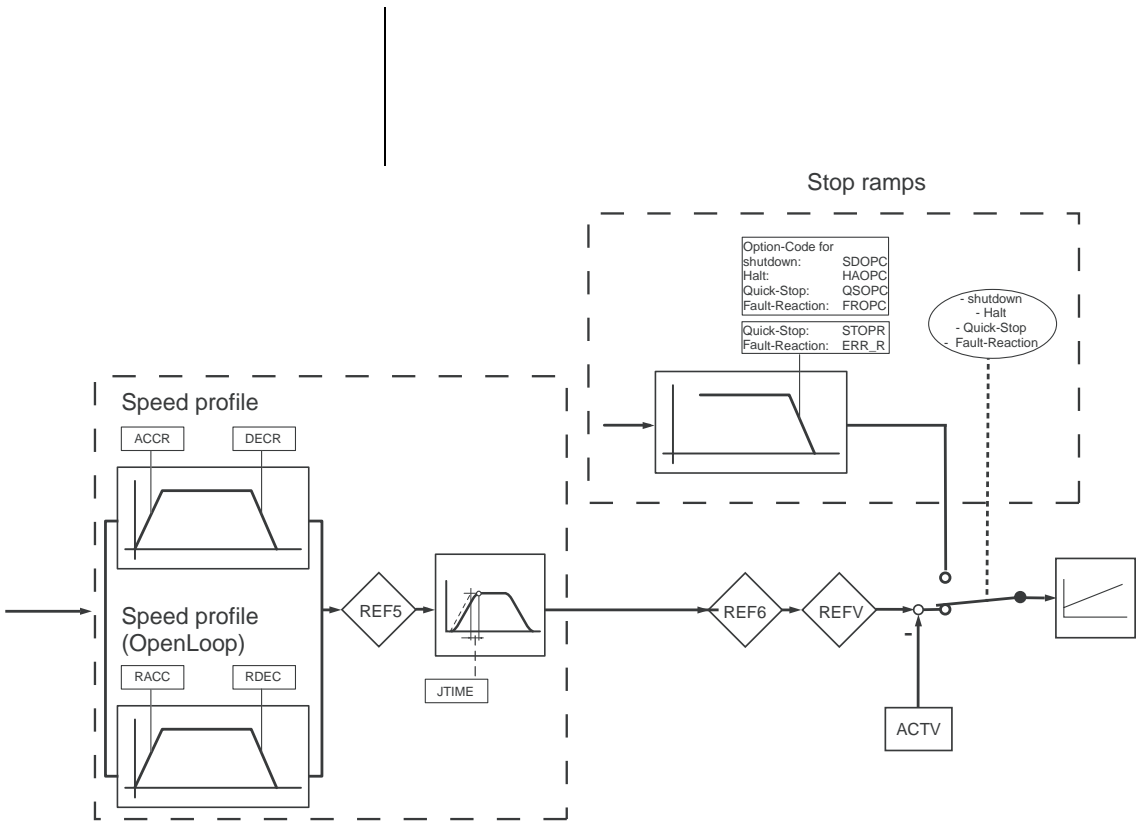 Stop ramps
Option-Code for
shutdown: SDOPC
Halt: HAOPC
Quick-Stop: QSOPC
Fault-Reaction: FROPC
Quick-Stop: STOPR
Fault-Reaction: ERR_R
- shutdown
- Halt
- Quick-Stop
- Fault-Reaction
Speed profile
ACCR
DECR
Speed profile
(OpenLoop)
RACC
RDEC
REF5
JTIME
REF6
REFV
-
ACTV